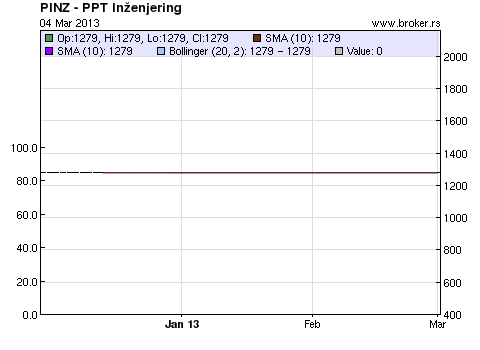 PINZ - PPT Inženjering
04 Mar 2013
www.broker.rs
Op:1279, Hi:1279, Lo:1279, Cl:1279 SMA (10): 1279
SMA (10): 1279 Bollinger (20, 2): 1279 − 1279 Value: 0
2000
1800
1600
100.0
1400
80.0
1200
60.0
1000
40.0
800
20.0
600
0.0
400
Jan 13 Feb Mar